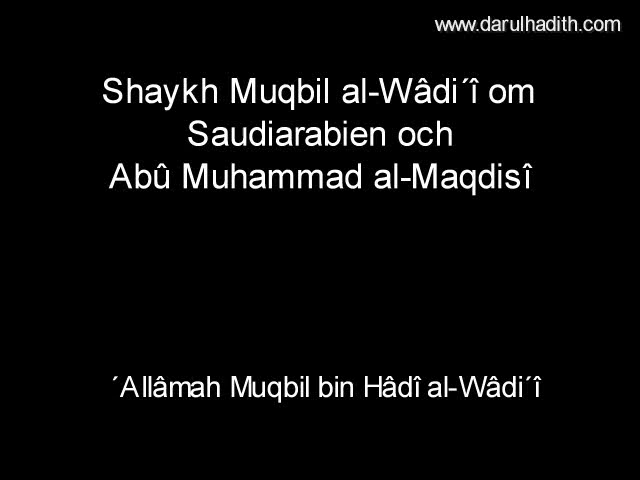 www.darulhadith.com
Shaykh Muqbil al-Wâdi´î om
Saudiarabien och
Abû Muhammad al-Maqdisî
´Allâmah Muqbil bin Hâdî al-Wâdi´î